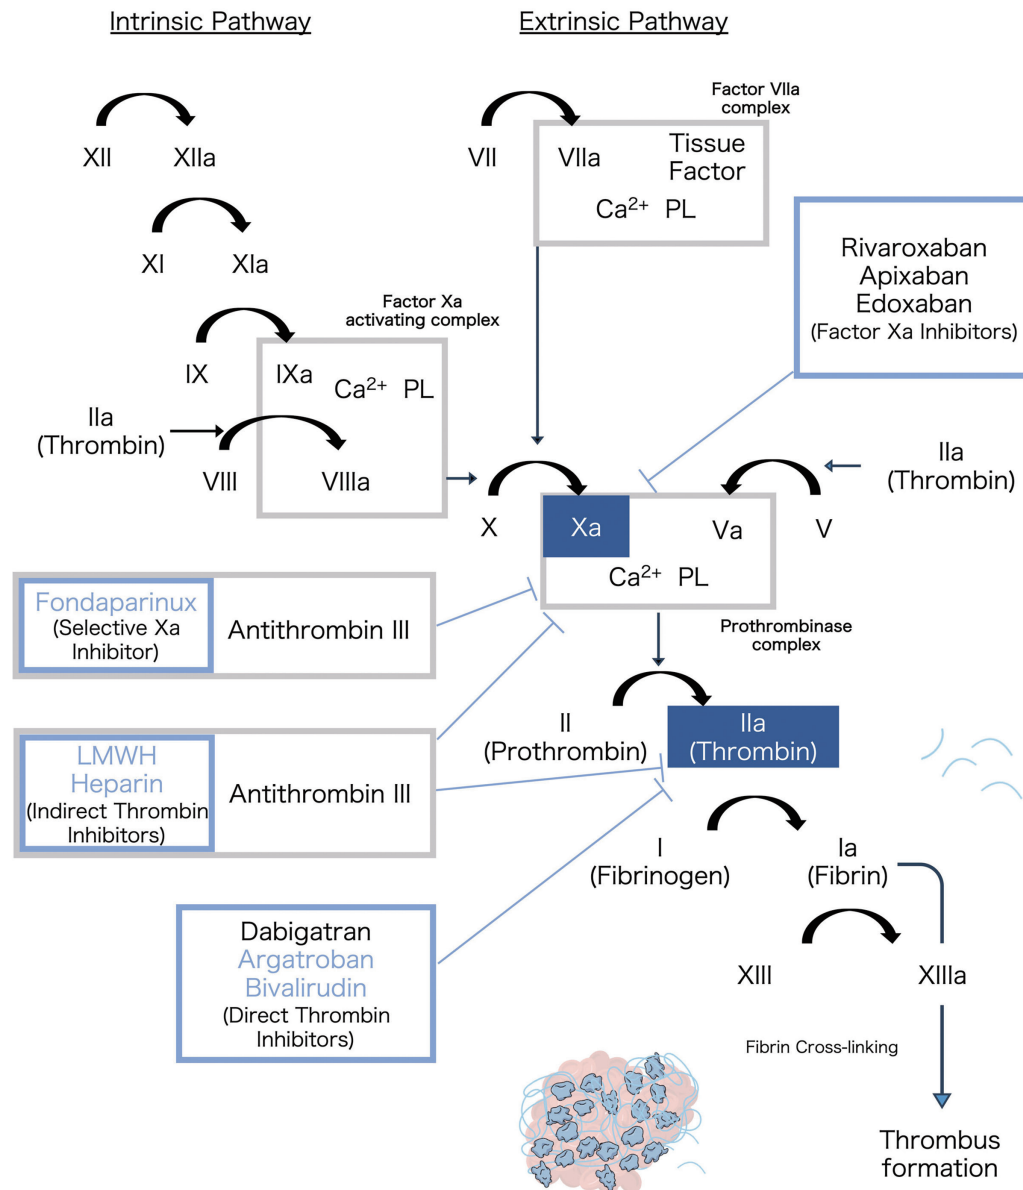 Intrinsic Pathway
Extrinsic Pathway
XII
XIIa
XI
XIa
IX
IXa
Factor Xa
activating complex
Ca²⁺ PL
IIa
(Thrombin)
VIII
VIIIa
VII
VIIa
Factor VIIa
complex
Tissue
Factor
Ca²⁺ PL
Rivaroxaban
Apixaban
Edoxaban
(Factor Xa Inhibitors)
IIa
(Thrombin)
X
Xa
Va
V
Ca²⁺ PL
Prothrombinase
complex
Fondaparinux
(Selective Xa
Inhibitor)
Antithrombin III
II
(Prothrombin)
IIa
(Thrombin)
LMWH
Heparin
(Indirect Thrombin
Inhibitors)
Antithrombin III
I
(Fibrinogen)
Ia
(Fibrin)
Dabigatran
Argatroban
Bivalirudin
(Direct Thrombin
Inhibitors)
XIII
XIIIa
Fibrin Cross-linking
Thrombus
formation